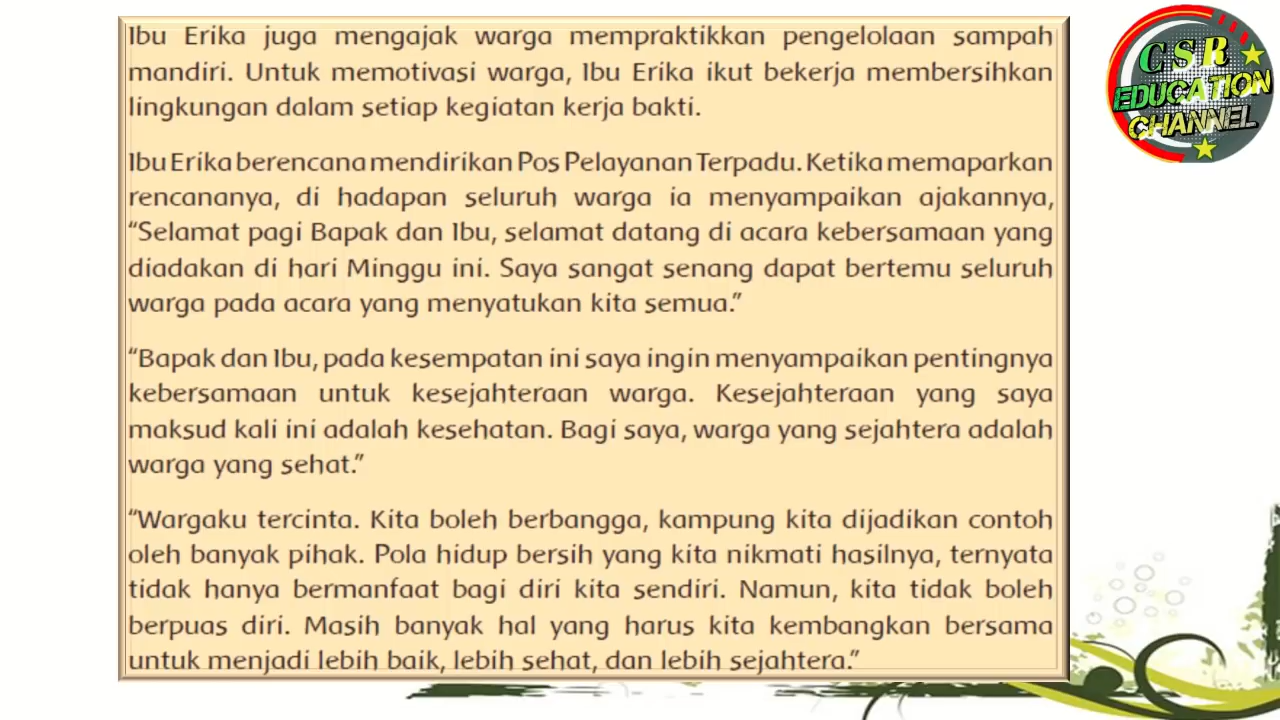 Ibu Erika juga mengajak warga mempraktikkan pengelolaan sampah
mandiri. Untuk memotivasi warga, Ibu Erika ikut bekerja membersihkan
lingkungan dalam setiap kegiatan kerja bakti.
Ibu Erika berencana mendirikan Pos Pelayanan Terpadu. Ketika memaparkan
rencananya, di hadapan seluruh warga ia menyampaikan ajakannya,
“Selamat pagi Bapak dan Ibu, selamat datang di acara kebersamaan yang
diadakan di hari Minggu ini. Saya sangat senang dapat bertemu seluruh
warga pada acara yang menyatukan kita semua.”
“Bapak dan Ibu, pada kesempatan ini saya ingin menyampaikan pentingnya
kebersamaan untuk kesejahteraan warga. Kesejahteraan yang saya
maksud kali ini adalah kesehatan. Bagi saya, warga yang sejahtera adalah
warga yang sehat.”
“Wargaku tercinta. Kita boleh berbangga, kampung kita dijadikan contoh
oleh banyak pihak. Pola hidup bersih yang kita nikmati hasilnya, ternyata
tidak hanya bermanfaat bagi diri kita sendiri. Namun, kita tidak boleh
berpuas diri. Masih banyak hal yang harus kita kembangkan bersama
untuk menjadi lebih baik, lebih sehat, dan lebih sejahtera.”
CSR
EDUCATION
CHANNEL